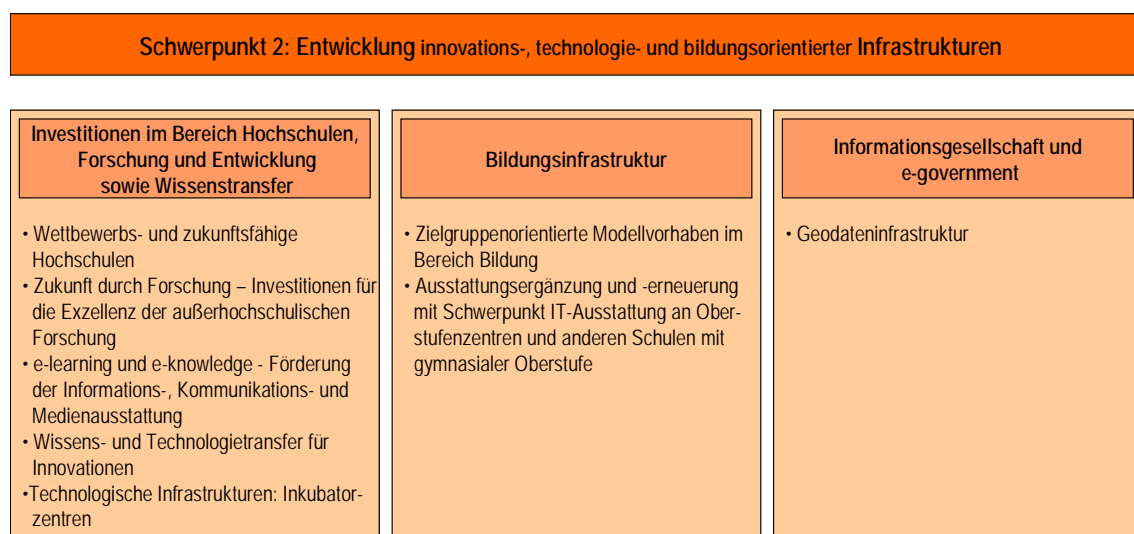 Schwerpunkt 2: Entwicklung innovations-, technologie- und bildungsorientierter Infrastrukturen
Investitionen im Bereich Hochschulen,
Forschung und Entwicklung
sowie Wissenstransfer
• Wettbewerbs- und zukunftsfähige
Hochschulen
• Zukunft durch Forschung – Investitionen für
die Exzellenz der außerhochschulischen
Forschung
• e-learning und e-knowledge - Förderung
der Informations-, Kommunikations- und
Medienausstattung
• Wissens- und Technologietransfer für
Innovationen
•Technologische Infrastrukturen: Inkubator-
zentren
Bildungsinfrastruktur
• Zielgruppenorientierte Modellvorhaben im
Bereich Bildung
• Ausstattungsergänzung und -erneuerung
mit Schwerpunkt IT-Ausstattung an Ober-
stufenzentren und anderen Schulen mit
gymnasialer Oberstufe
Informationsgesellschaft und
e-government
• Geodateninfrastruktur